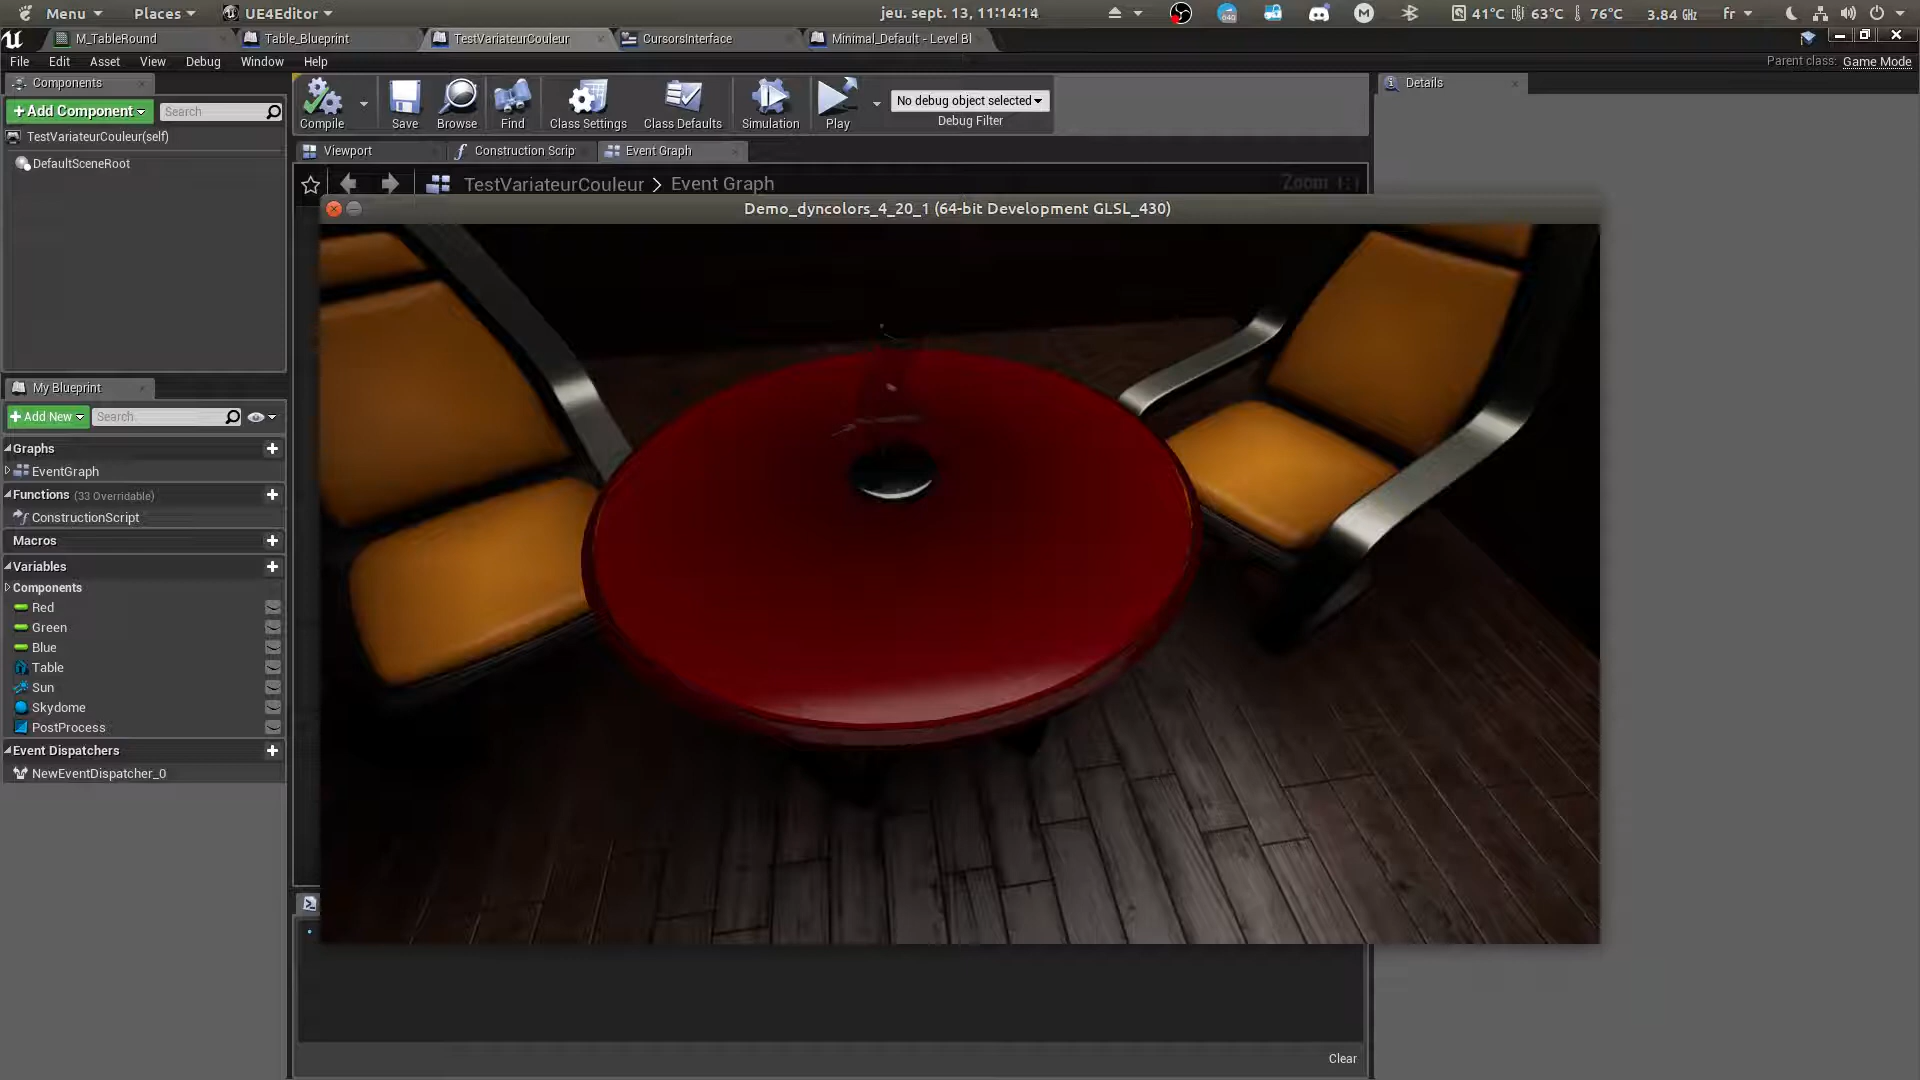 Menu Places UE4Editor jeu. sept. 13, 11:14:14 41°C 63°C 76°C 3.84 GHz fr
M_TableRound Table_Blueprint TestVariateurCouleur CursorsInterface Minimal_Default - Level Bl
File Edit Asset View Debug Window Help Parent class: Game Mode
Components Details
+Add Component Search
Compile Save Browse Find Class Settings Class Defaults Simulation Play No debug object selected
Debug Filter
TestVariateurCouleur(self)
DefaultSceneRoot
Viewport Construction Scrip Event Graph
TestVariateurCouleur > Event Graph Zoom 1:1
Demo_dyncolors_4_20_1 (64-bit Development GLSL_430)
My Blueprint
+Add New Search
Graphs
EventGraph
Functions (33 Overridable)
ConstructionScript
Macros
Variables
Components
Red
Green
Blue
Table
Sun
Skydome
PostProcess
Event Dispatchers
NewEventDispatcher_0
Clear